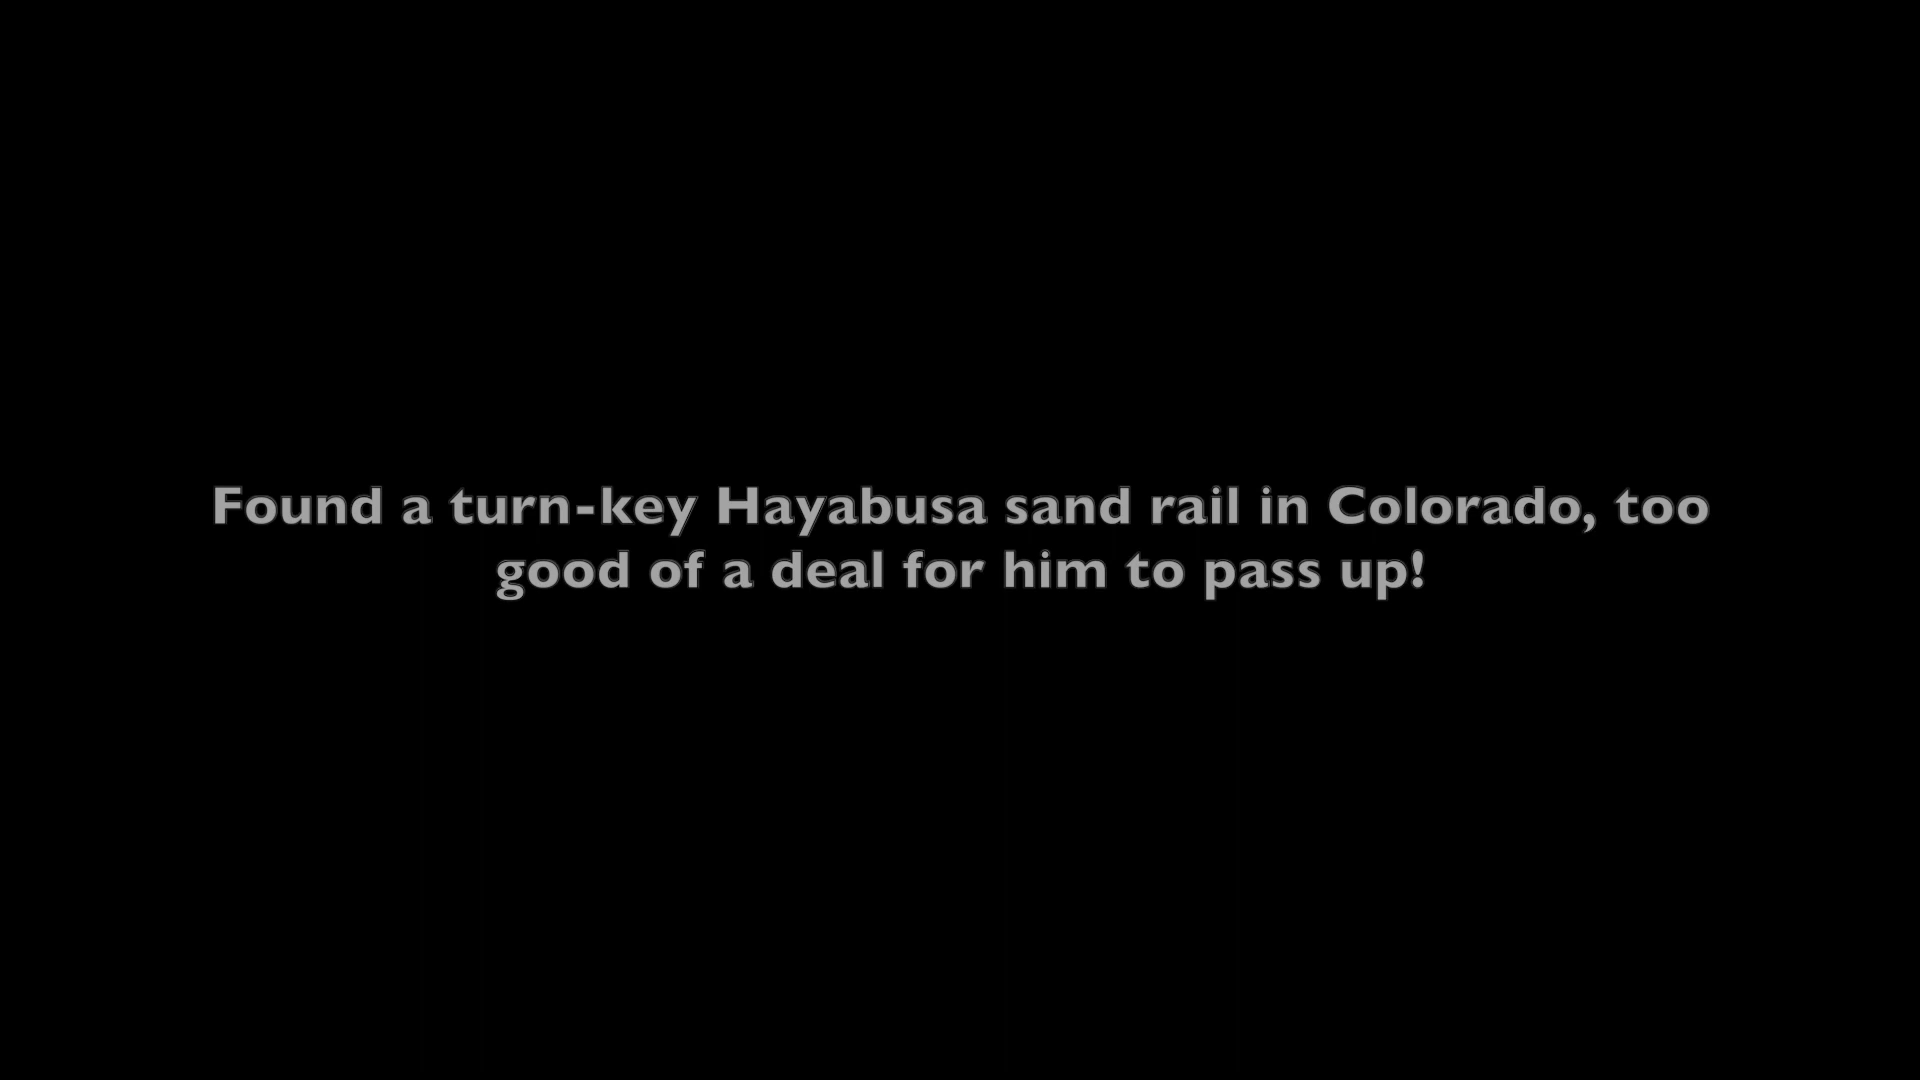 Found a turn-key Hayabusa sand rail in Colorado, too
good of a deal for him to pass up!